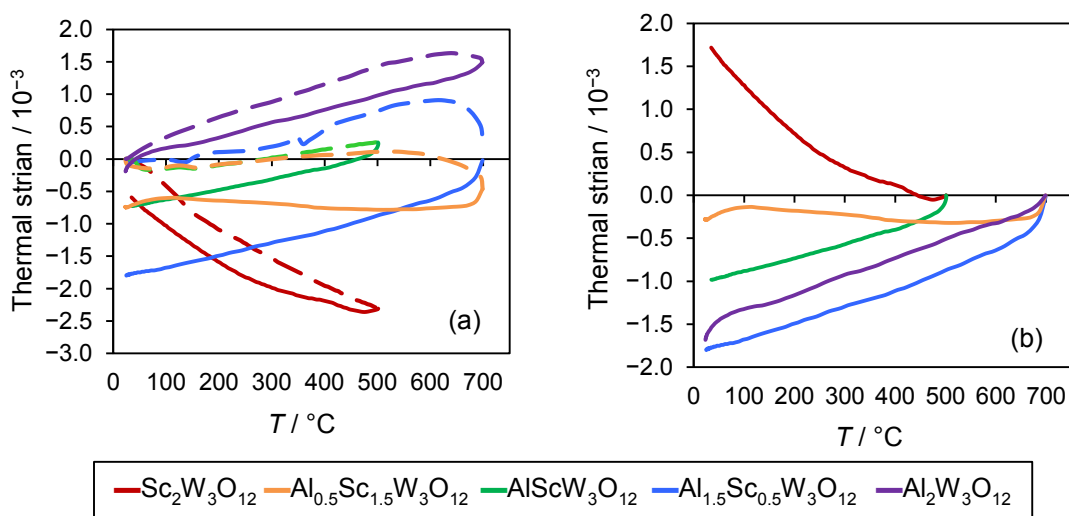 2.0
1.5
1.0
0.5
0.0
−0.5
−1.0
−1.5
−2.0
−2.5
−3.0
Thermal strian / 10⁻³
(a)
0 100 200 300 400 500 600 700
T / °C
2.0
1.5
1.0
0.5
0.0
−0.5
−1.0
−1.5
−2.0
Thermal strian / 10⁻³
(b)
0 100 200 300 400 500 600 700
T / °C
Sc₂W₃O₁₂ Al₀.₅Sc₁.₅W₃O₁₂ AlScW₃O₁₂ Al₁.₅Sc₀.₅W₃O₁₂ Al₂W₃O₁₂